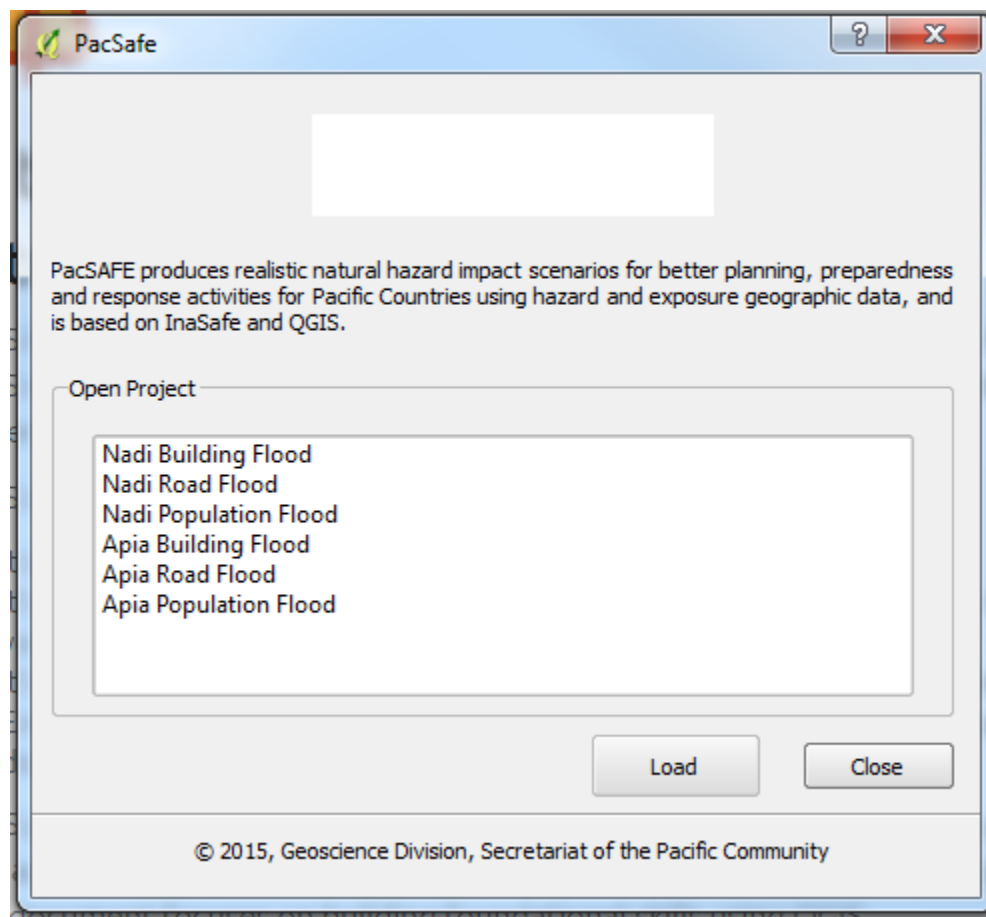 PacSafe
PacSAFE produces realistic natural hazard impact scenarios for better planning, preparedness
and response activities for Pacific Countries using hazard and exposure geographic data, and
is based on InaSafe and QGIS.
Open Project
Nadi Building Flood
Nadi Road Flood
Nadi Population Flood
Apia Building Flood
Apia Road Flood
Apia Population Flood
Load
Close
© 2015, Geoscience Division, Secretariat of the Pacific Community